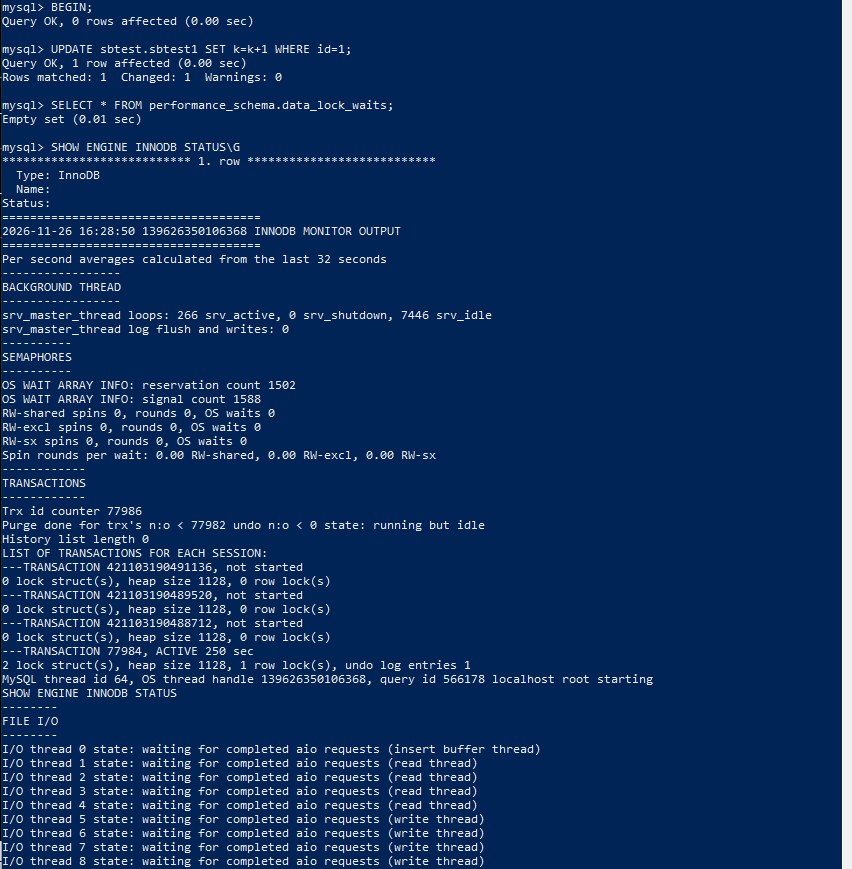 mysql> BEGIN;
Query OK, 0 rows affected (0.00 sec)
mysql> UPDATE sbtest.sbtest1 SET k=k+1 WHERE id=1;
Query OK, 1 row affected (0.00 sec)
Rows matched: 1  Changed: 1  Warnings: 0
mysql> SELECT * FROM performance_schema.data_lock_waits;
Empty set (0.01 sec)
mysql> SHOW ENGINE INNODB STATUS\G
*************************** 1. row ***************************
  Type: InnoDB
  Name:
Status:
=====================================
2026-11-26 16:28:50 139626350106368 INNODB MONITOR OUTPUT
=====================================
Per second averages calculated from the last 32 seconds
-----------------
BACKGROUND THREAD
-----------------
srv_master_thread loops: 266 srv_active, 0 srv_shutdown, 7446 srv_idle
srv_master_thread log flush and writes: 0
----------
SEMAPHORES
----------
OS WAIT ARRAY INFO: reservation count 1502
OS WAIT ARRAY INFO: signal count 1588
RW-shared spins 0, rounds 0, OS waits 0
RW-excl spins 0, rounds 0, OS waits 0
RW-sx spins 0, rounds 0, OS waits 0
Spin rounds per wait: 0.00 RW-shared, 0.00 RW-excl, 0.00 RW-sx
------------
TRANSACTIONS
------------
Trx id counter 77986
Purge done for trx's n:o < 77982 undo n:o < 0 state: running but idle
History list length 0
LIST OF TRANSACTIONS FOR EACH SESSION:
---TRANSACTION 421103190491136, not started
0 lock struct(s), heap size 1128, 0 row lock(s)
---TRANSACTION 421103190489520, not started
0 lock struct(s), heap size 1128, 0 row lock(s)
---TRANSACTION 421103190488712, not started
0 lock struct(s), heap size 1128, 0 row lock(s)
---TRANSACTION 77984, ACTIVE 250 sec
2 lock struct(s), heap size 1128, 1 row lock(s), undo log entries 1
MySQL thread id 64, OS thread handle 139626350106368, query id 566178 localhost root starting
SHOW ENGINE INNODB STATUS
--------
FILE I/O
--------
I/O thread 0 state: waiting for completed aio requests (insert buffer thread)
I/O thread 1 state: waiting for completed aio requests (read thread)
I/O thread 2 state: waiting for completed aio requests (read thread)
I/O thread 3 state: waiting for completed aio requests (read thread)
I/O thread 4 state: waiting for completed aio requests (read thread)
I/O thread 5 state: waiting for completed aio requests (write thread)
I/O thread 6 state: waiting for completed aio requests (write thread)
I/O thread 7 state: waiting for completed aio requests (write thread)
I/O thread 8 state: waiting for completed aio requests (write thread)